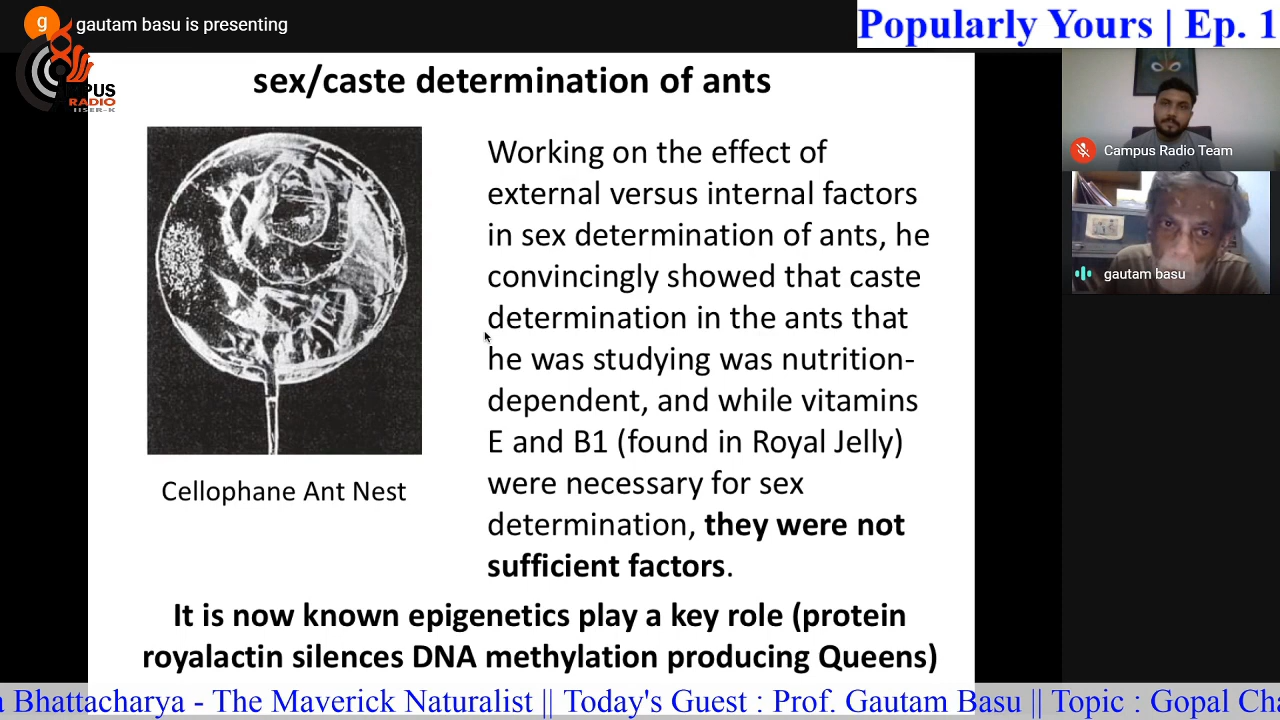 g
gautam basu is presenting
Popularly Yours | Ep. 1
RADIO
IISER-K
sex/caste determination of ants
Working on the effect of
external versus internal factors
in sex determination of ants, he
convincingly showed that caste
determination in the ants that
he was studying was nutrition-
dependent, and while vitamins
E and B1 (found in Royal Jelly)
were necessary for sex
determination, they were not
sufficient factors.
Cellophane Ant Nest
It is now known epigenetics play a key role (protein
royalactin silences DNA methylation producing Queens)
Campus Radio Team
gautam basu
a Bhattacharya - The Maverick Naturalist || Today's Guest : Prof. Gautam Basu || Topic : Gopal Cha